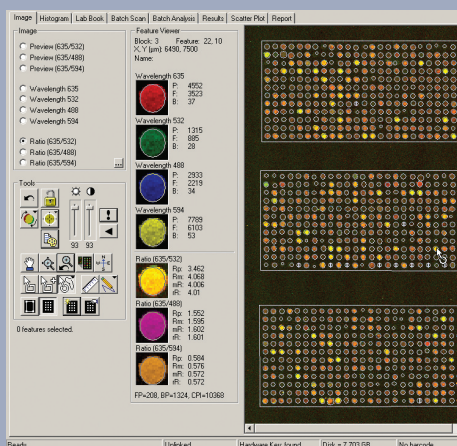 Image Histogram Lab Book Batch Scan Batch Analysis Results Scatter Plot Report
Image
Preview (635/532)
Preview (635/488)
Preview (635/594)
Wavelength 635
Wavelength 532
Wavelength 488
Wavelength 594
Ratio (635/532)
Ratio (635/488)
Ratio (635/594)
...
Tools
93 93
0 features selected.
Feature Viewer
Block: 3 Feature: 22, 10
X, Y (µm): 6490, 7500
Name:
Wavelength 635
P: 4552
F: 3523
B: 37
Wavelength 532
P: 1315
F: 885
B: 28
Wavelength 488
P: 2933
F: 2219
B: 34
Wavelength 594
P: 7789
F: 6103
B: 53
Ratio (635/532)
Rp: 3.462
Rm: 4.068
mR: 4.006
rR: 4.01
Ratio (635/488)
Rp: 1.552
Rm: 1.595
mR: 1.602
rR: 1.601
Ratio (635/594)
Rp: 0.584
Rm: 0.576
mR: 0.572
rR: 0.572
FP=208, BP=1324, CPI=10368
Ready Unlinked Hardware Key: found Disk = 7,703 GB No barcode